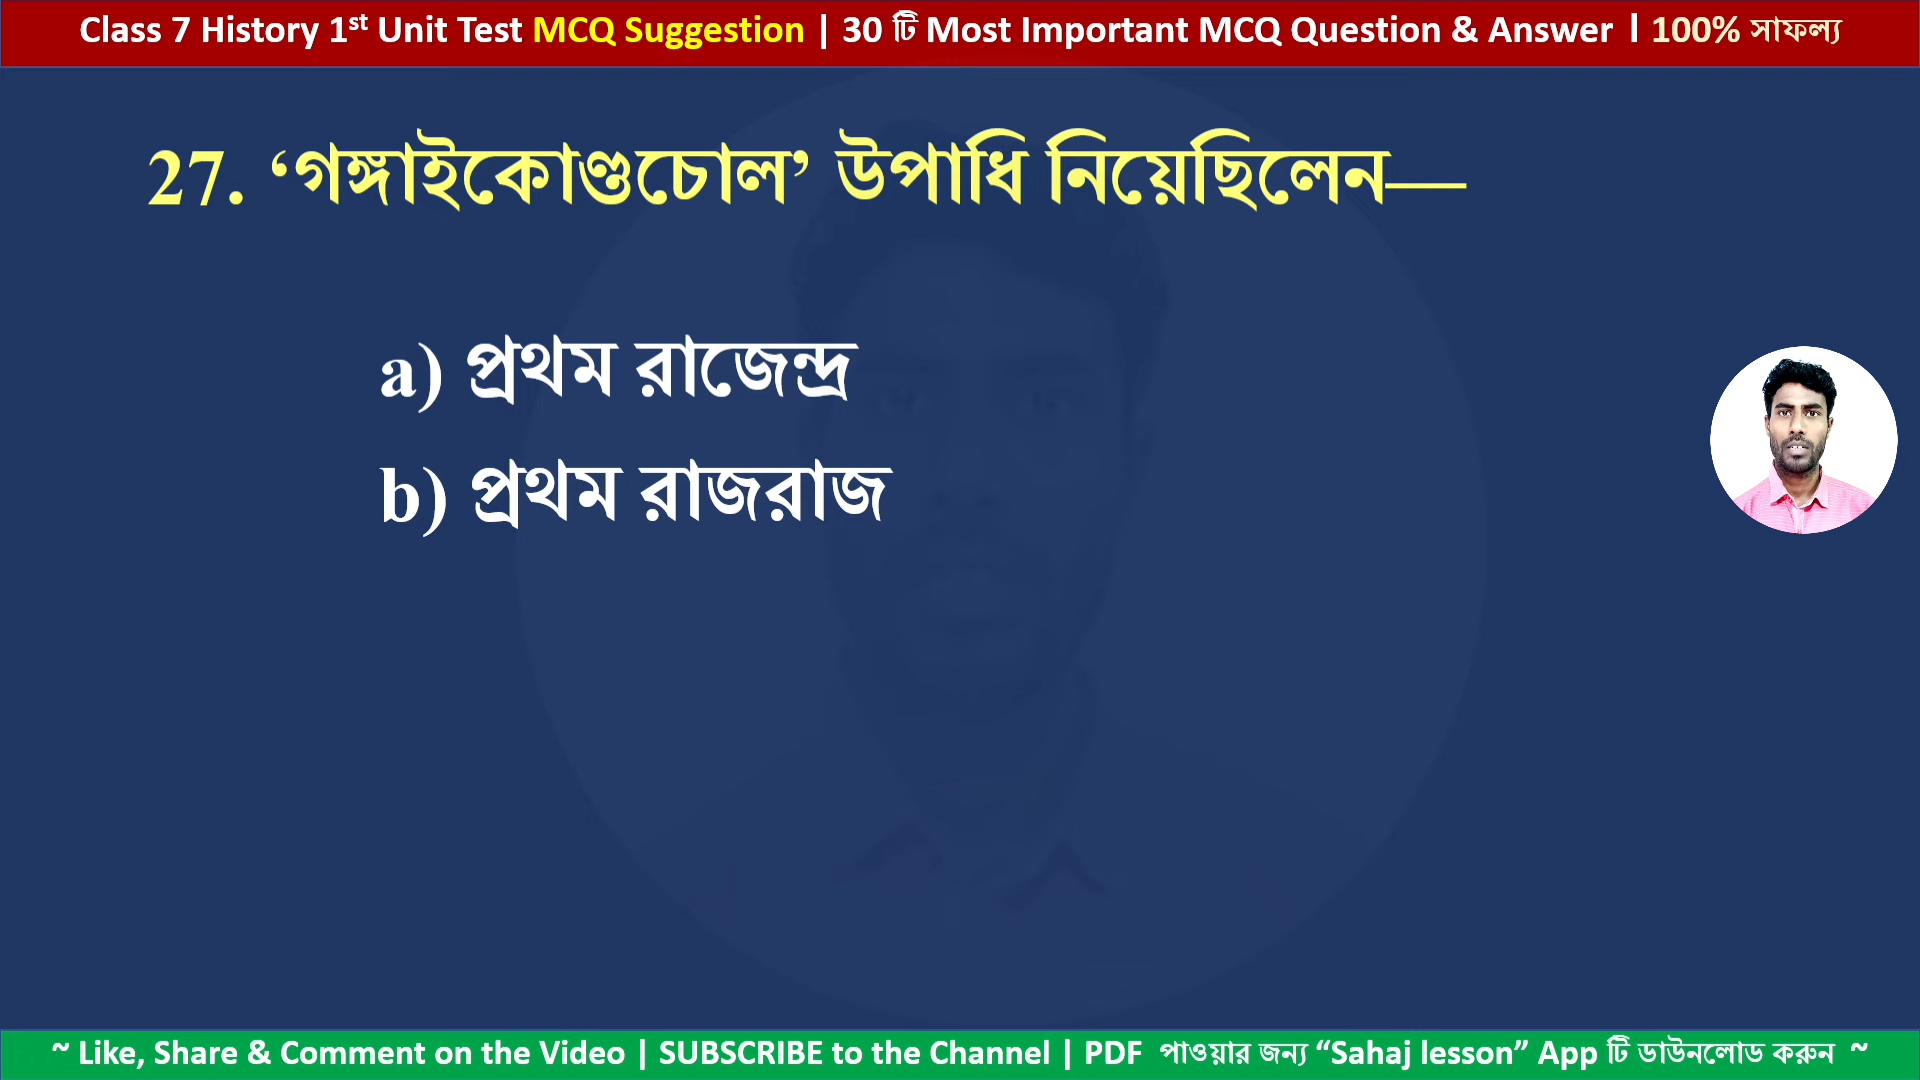 Class 7 History 1st Unit Test MCQ Suggestion | 30 টি Most Important MCQ Question & Answer । 100% সাফল্য
27. ‘গঙ্গাইকোণ্ডচোল’ উপাধি নিয়েছিলেন—
a) প্রথম রাজেন্দ্র
b) প্রথম রাজরাজ
~ Like, Share & Comment on the Video | SUBSCRIBE to the Channel | PDF পাওয়ার জন্য “Sahaj lesson” App টি ডাউনলোড করুন ~